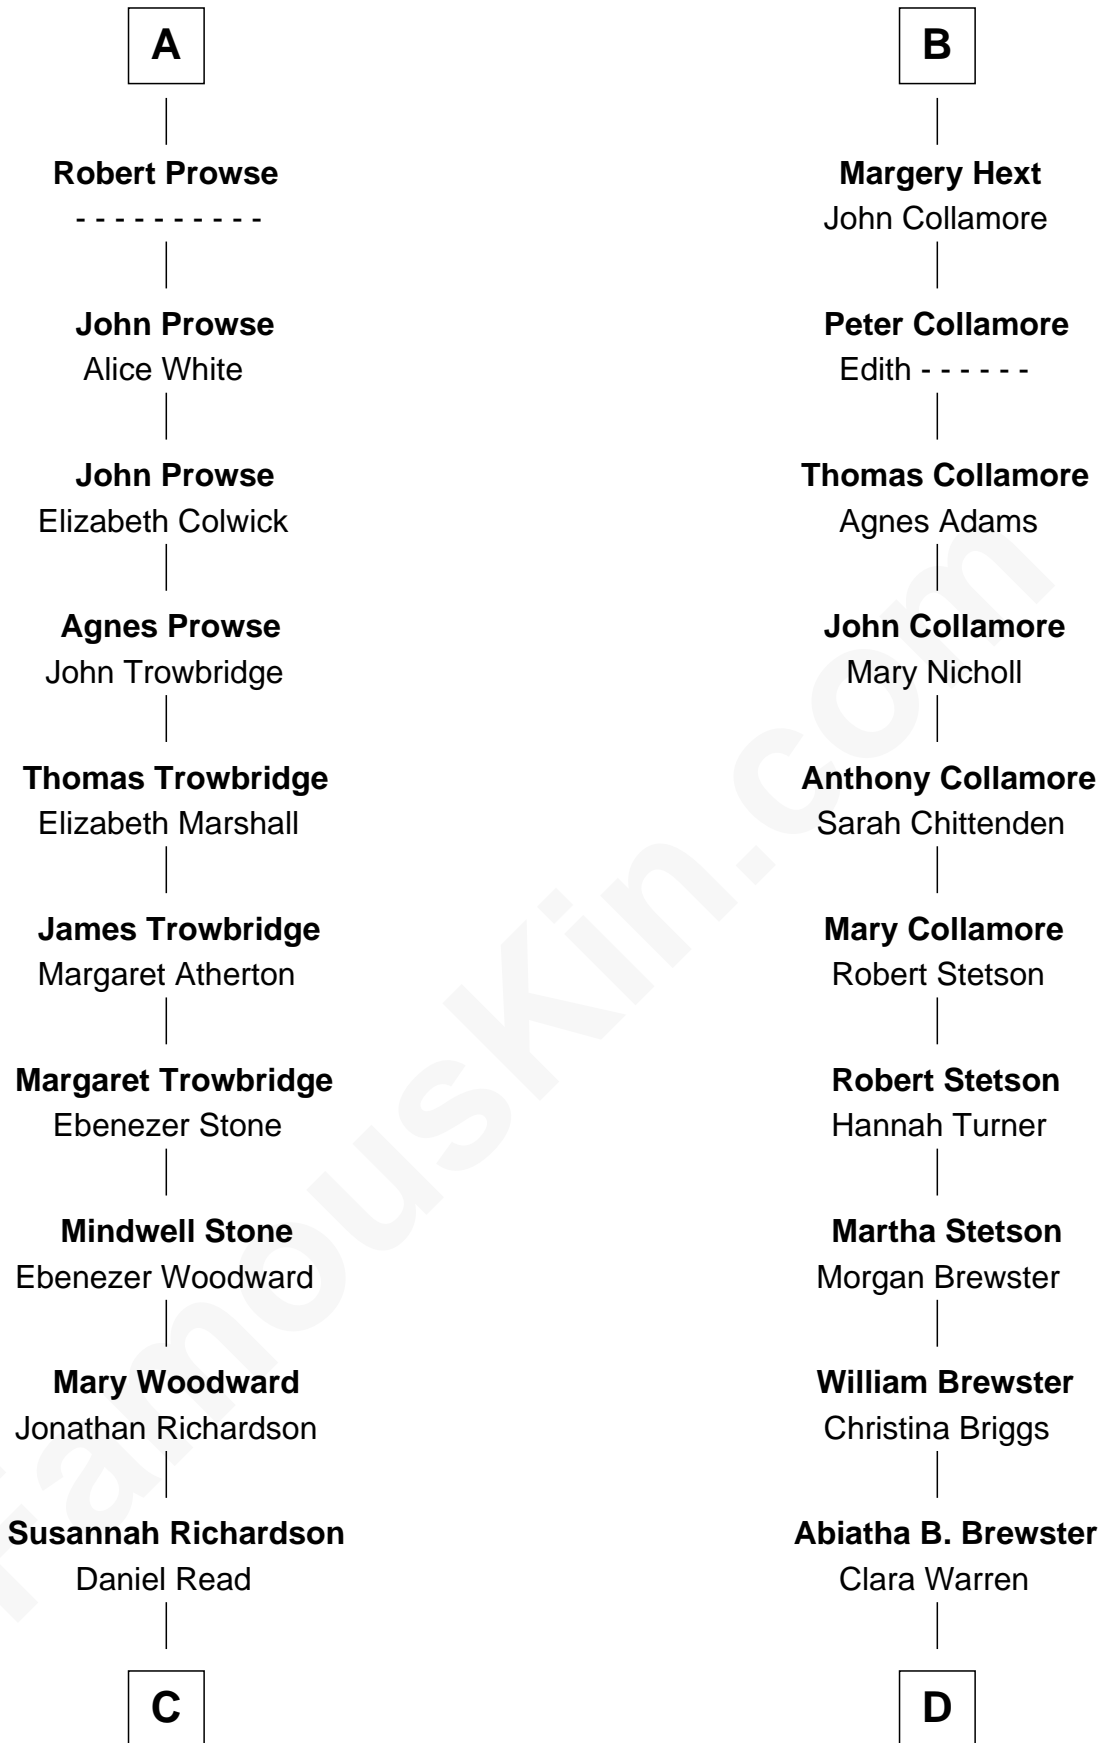 A
Robert Prowse
- - - - - - - - - -
John Prowse
Alice White
John Prowse
Elizabeth Colwick
Agnes Prowse
John Trowbridge
Thomas Trowbridge
Elizabeth Marshall
James Trowbridge
Margaret Atherton
Margaret Trowbridge
Ebenezer Stone
Mindwell Stone
Ebenezer Woodward
Mary Woodward
Jonathan Richardson
Susannah Richardson
Daniel Read
C
B
Margery Hext
John Collamore
Peter Collamore
Edith - - - - - -
Thomas Collamore
Agnes Adams
John Collamore
Mary Nicholl
Anthony Collamore
Sarah Chittenden
Mary Collamore
Robert Stetson
Robert Stetson
Hannah Turner
Martha Stetson
Morgan Brewster
William Brewster
Christina Briggs
Abiatha B. Brewster
Clara Warren
D
FamousKin.com